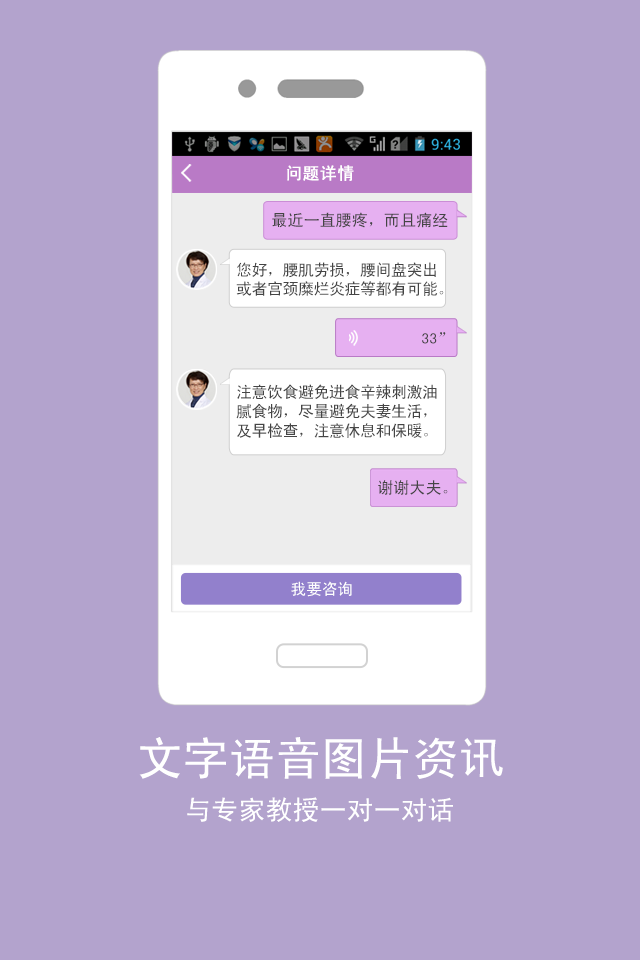 9:43
问题详情
最近一直腰疼，而且痛经
您好，腰肌劳损，腰间盘突出
或者宫颈糜烂炎症等都有可能。
33”
注意饮食避免进食辛辣刺激油
腻食物，尽量避免夫妻生活，
及早检查，注意休息和保暖。
谢谢大夫。
我要咨询
文字语音图片资讯
与专家教授一对一对话